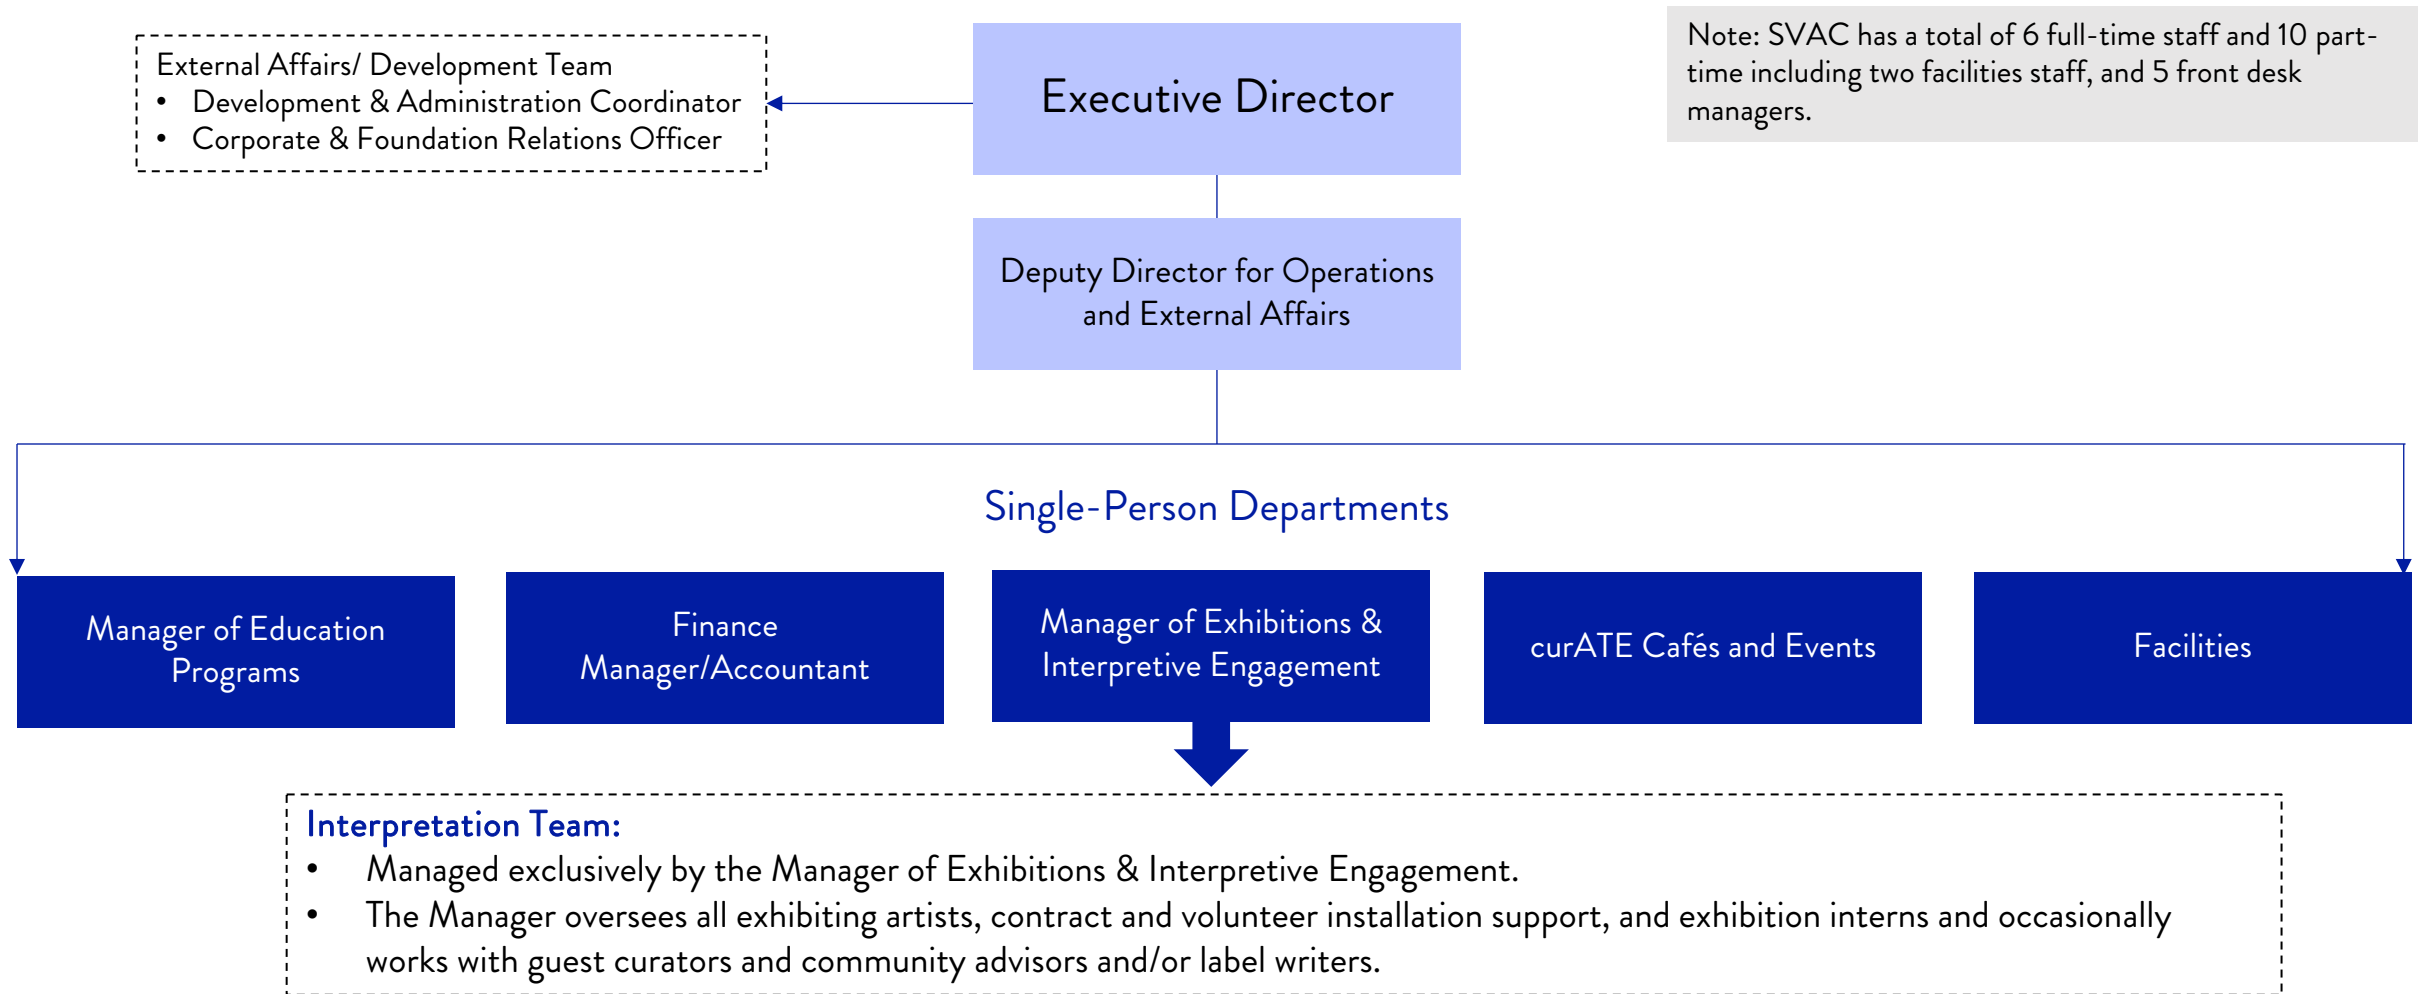 External Affairs/ Development Team
• Development & Administration Coordinator
• Corporate & Foundation Relations Officer
Executive Director
Note: SVAC has a total of 6 full-time staff and 10 part-
time including two facilities staff, and 5 front desk
managers.
Deputy Director for Operations
and External Affairs
Single-Person Departments
Manager of Education
Programs
Finance
Manager/Accountant
Manager of Exhibitions &
Interpretive Engagement
curATE Cafés and Events
Facilities
Interpretation Team:
• Managed exclusively by the Manager of Exhibitions & Interpretive Engagement.
• The Manager oversees all exhibiting artists, contract and volunteer installation support, and exhibition interns and occasionally
works with guest curators and community advisors and/or label writers.